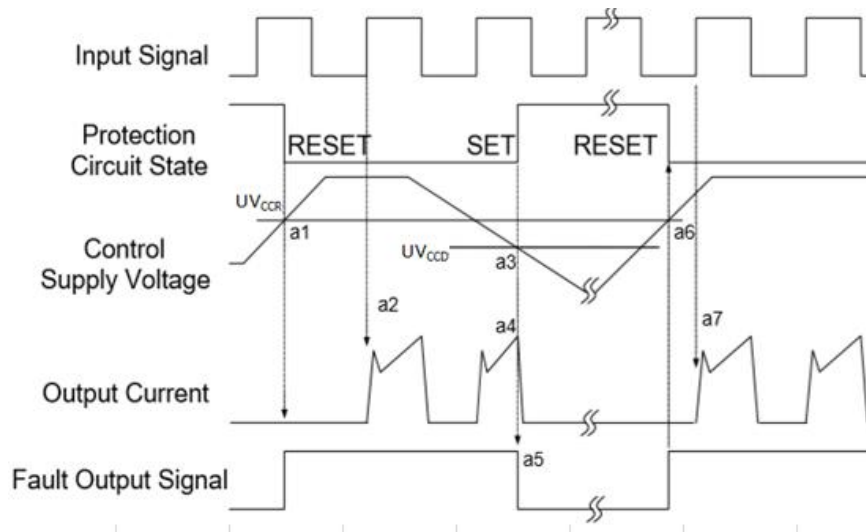 Input Signal
Protection
Circuit State
RESET
SET
RESET
UVCCR
a1
a6
Control
Supply Voltage
UVCCD
a3
a2
a4
a7
Output Current
a5
Fault Output Signal